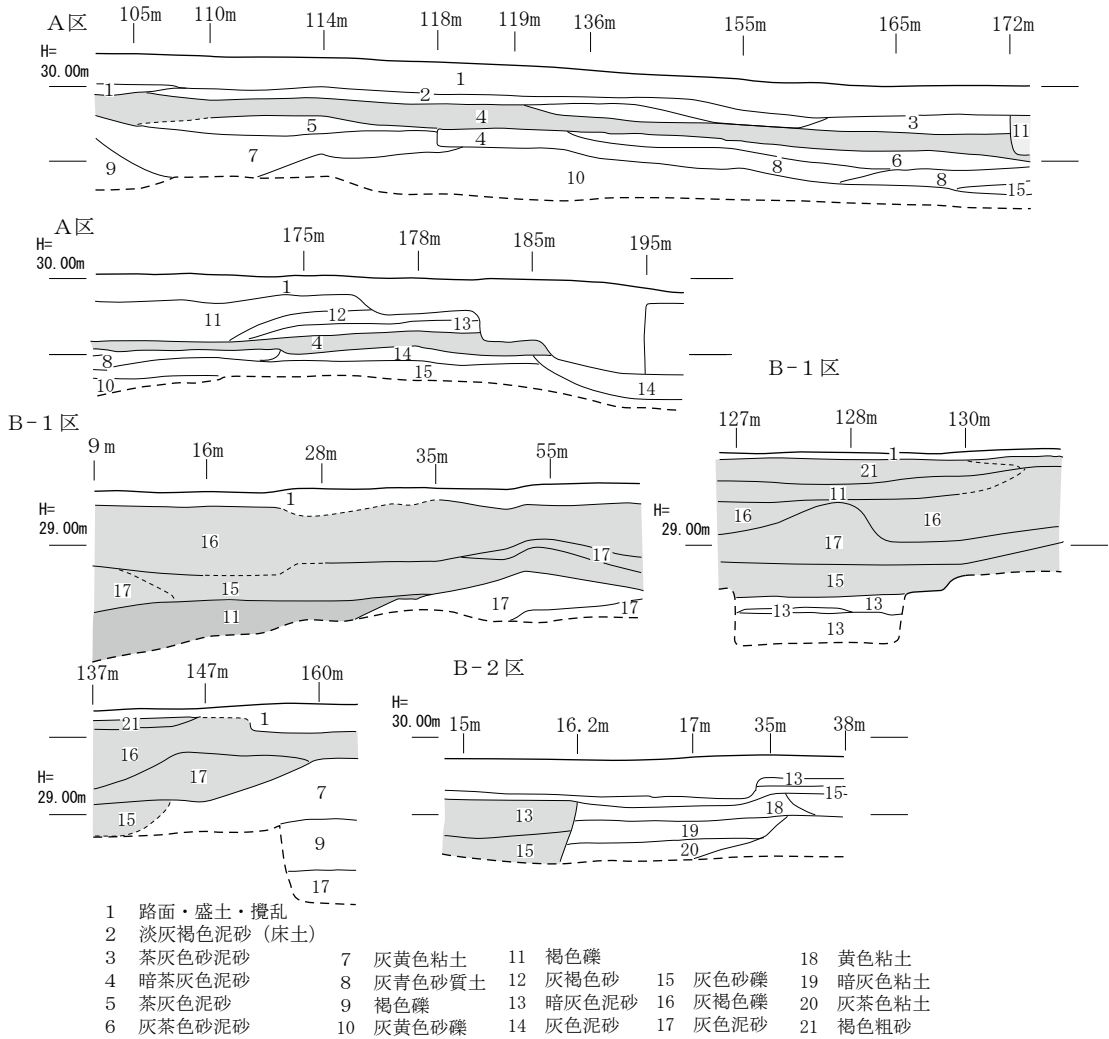 A区
105m 110m 114m 118m 119m 136m 155m 165m 172m
H=
30.00m
1
1 2
4 3 11
5 4
7 6
9 8 8 15
10
A区
175m 178m 185m 195m
H=
30.00m
1
12
11 13
4
8 14
15
10 14
B-1区
9m 16m 28m 35m 55m
H=
29.00m
1
16
17
17 15
11 17 17
B-1区
127m 128m 130m
H=
29.00m
1
21
11
16 16
17
15
13 13
13
137m 147m 160m
H=
29.00m
21 1
16
17
7
15
9
17
B-2区
H=
30.00m
15m 16.2m 17m 35m 38m
13
15
13 18
19
15 20
1 路面・盛土・攪乱
2 淡灰褐色泥砂（床土）
3 茶灰色砂泥砂
4 暗茶灰色泥砂
5 茶灰色泥砂
6 灰茶色砂泥砂
7 灰黄色粘土
8 灰青色砂質土
9 褐色礫
10 灰黄色砂礫
11 褐色礫
12 灰褐色砂
13 暗灰色泥砂
14 灰色泥砂
15 灰色砂礫
16 灰褐色礫
17 灰色泥砂
18 黄色粘土
19 暗灰色粘土
20 灰茶色粘土
21 褐色粗砂